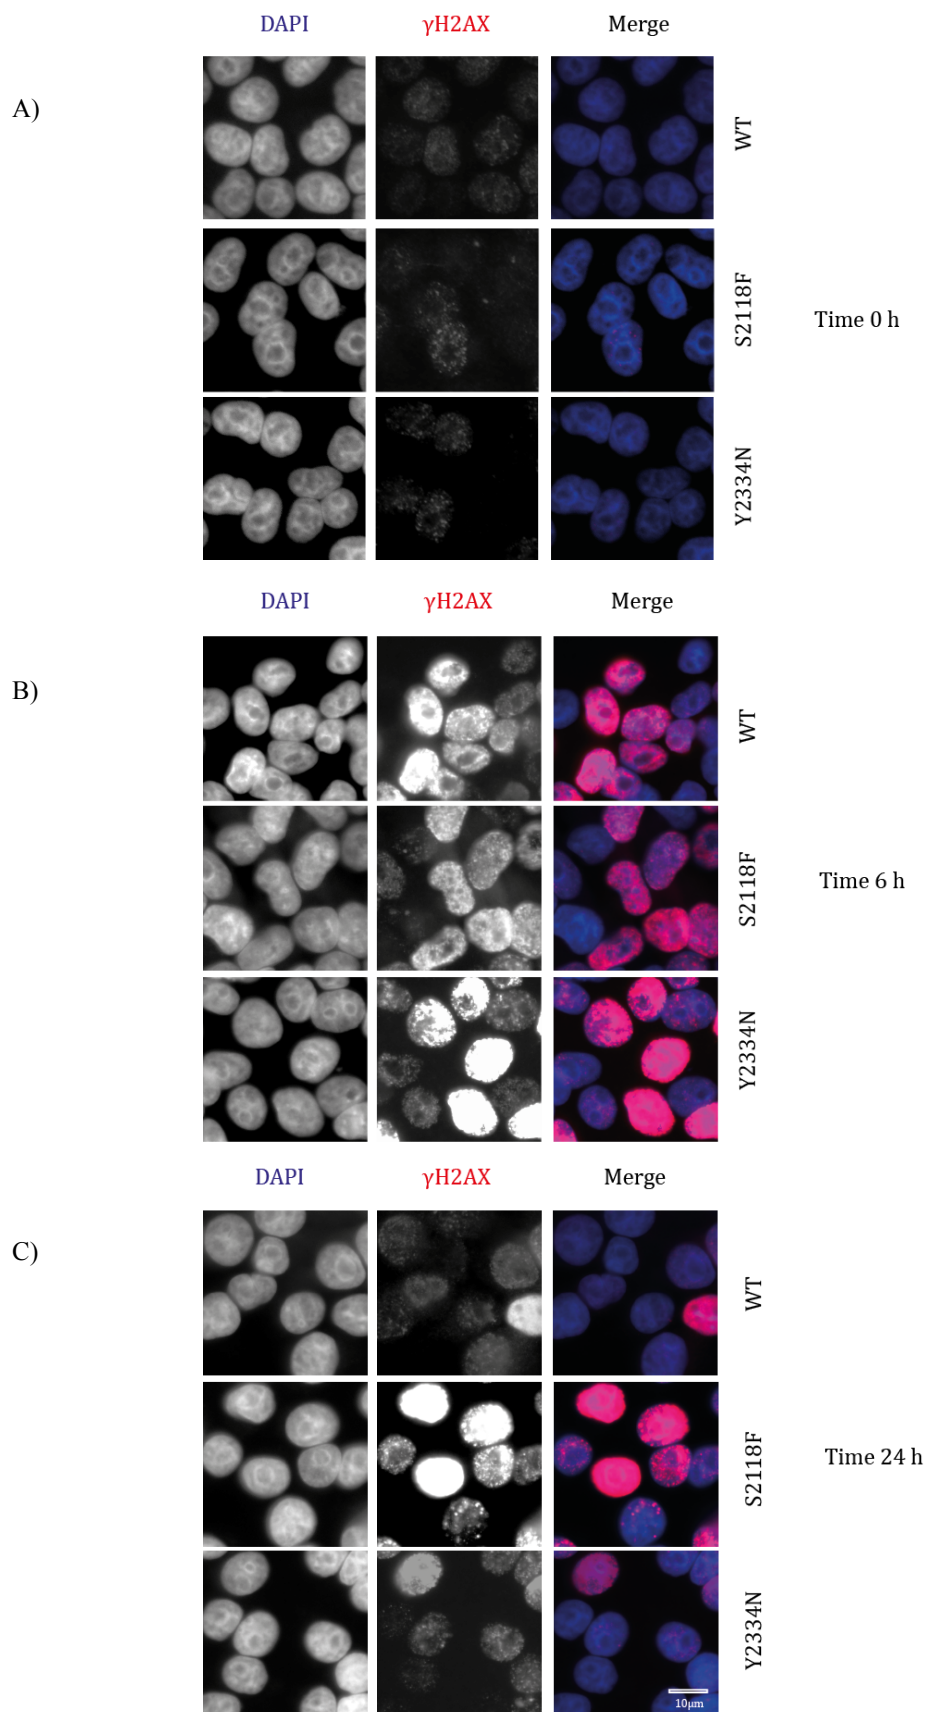 DAPI γH2AX Merge
A)
WT
S2118F
Time 0 h
Y2334N
DAPI γH2AX Merge
B)
WT
S2118F
Time 6 h
Y2334N
DAPI γH2AX Merge
C)
WT
S2118F
Time 24 h
Y2334N
10µm